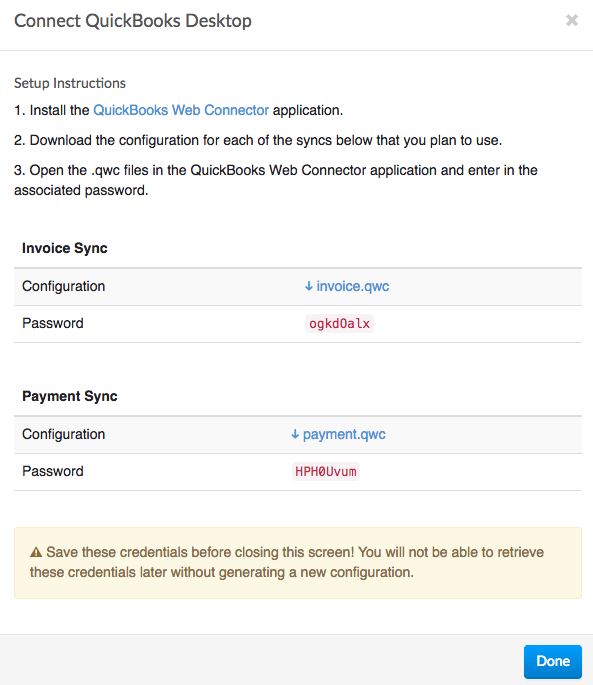 Connect QuickBooks Desktop
Setup Instructions
1. Install the QuickBooks Web Connector application.
2. Download the configuration for each of the syncs below that you plan to use.
3. Open the .qwc files in the QuickBooks Web Connector application and enter in the
associated password.
Invoice Sync
Configuration ↓ invoice.qwc
Password ogkdOalx
Payment Sync
Configuration ↓ payment.qwc
Password HPH0Uvum
Save these credentials before closing this screen! You will not be able to retrieve
these credentials later without generating a new configuration.
Done